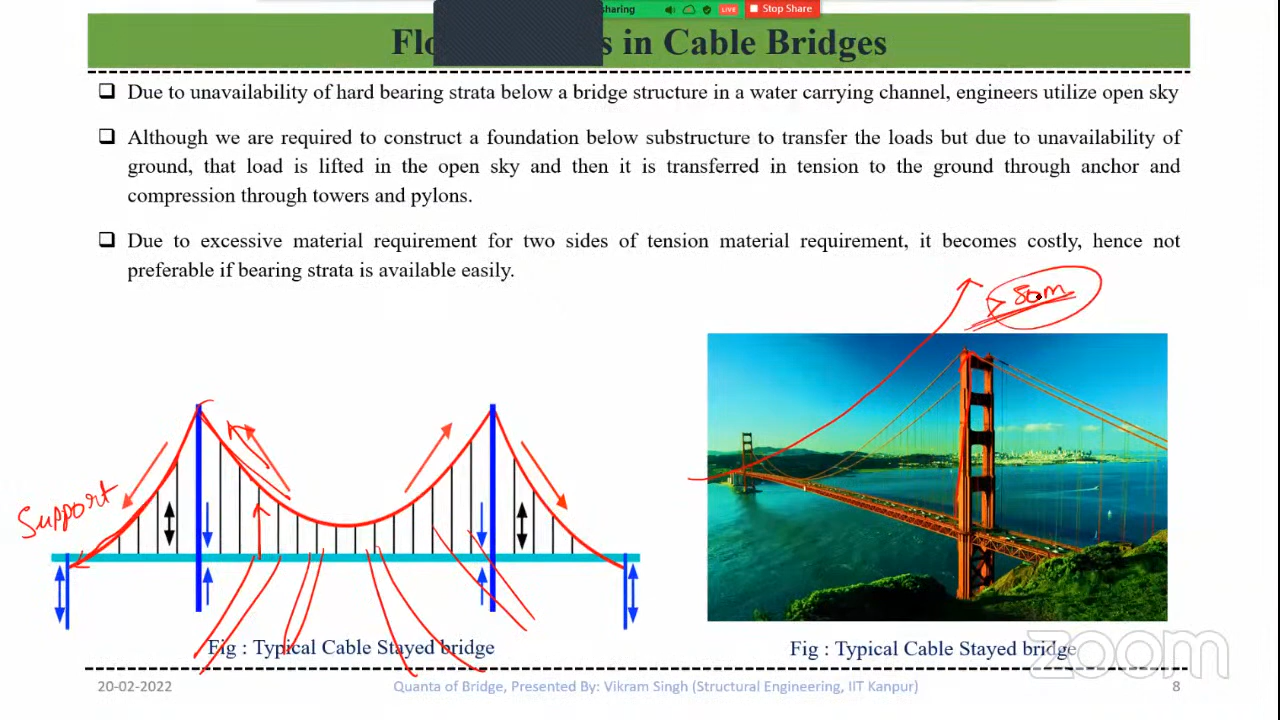 sharing
LIVE
Stop Share
Flo s in Cable Bridges
❑ Due to unavailability of hard bearing strata below a bridge structure in a water carrying channel, engineers utilize open sky
❑ Although we are required to construct a foundation below substructure to transfer the loads but due to unavailability of
ground, that load is lifted in the open sky and then it is transferred in tension to the ground through anchor and
compression through towers and pylons.
❑ Due to excessive material requirement for two sides of tension material requirement, it becomes costly, hence not
preferable if bearing strata is available easily.
> 50m
Support
Fig : Typical Cable Stayed bridge
Fig : Typical Cable Stayed bridge
zoom
20-02-2022
Quanta of Bridge, Presented By: Vikram Singh (Structural Engineering, IIT Kanpur)
8